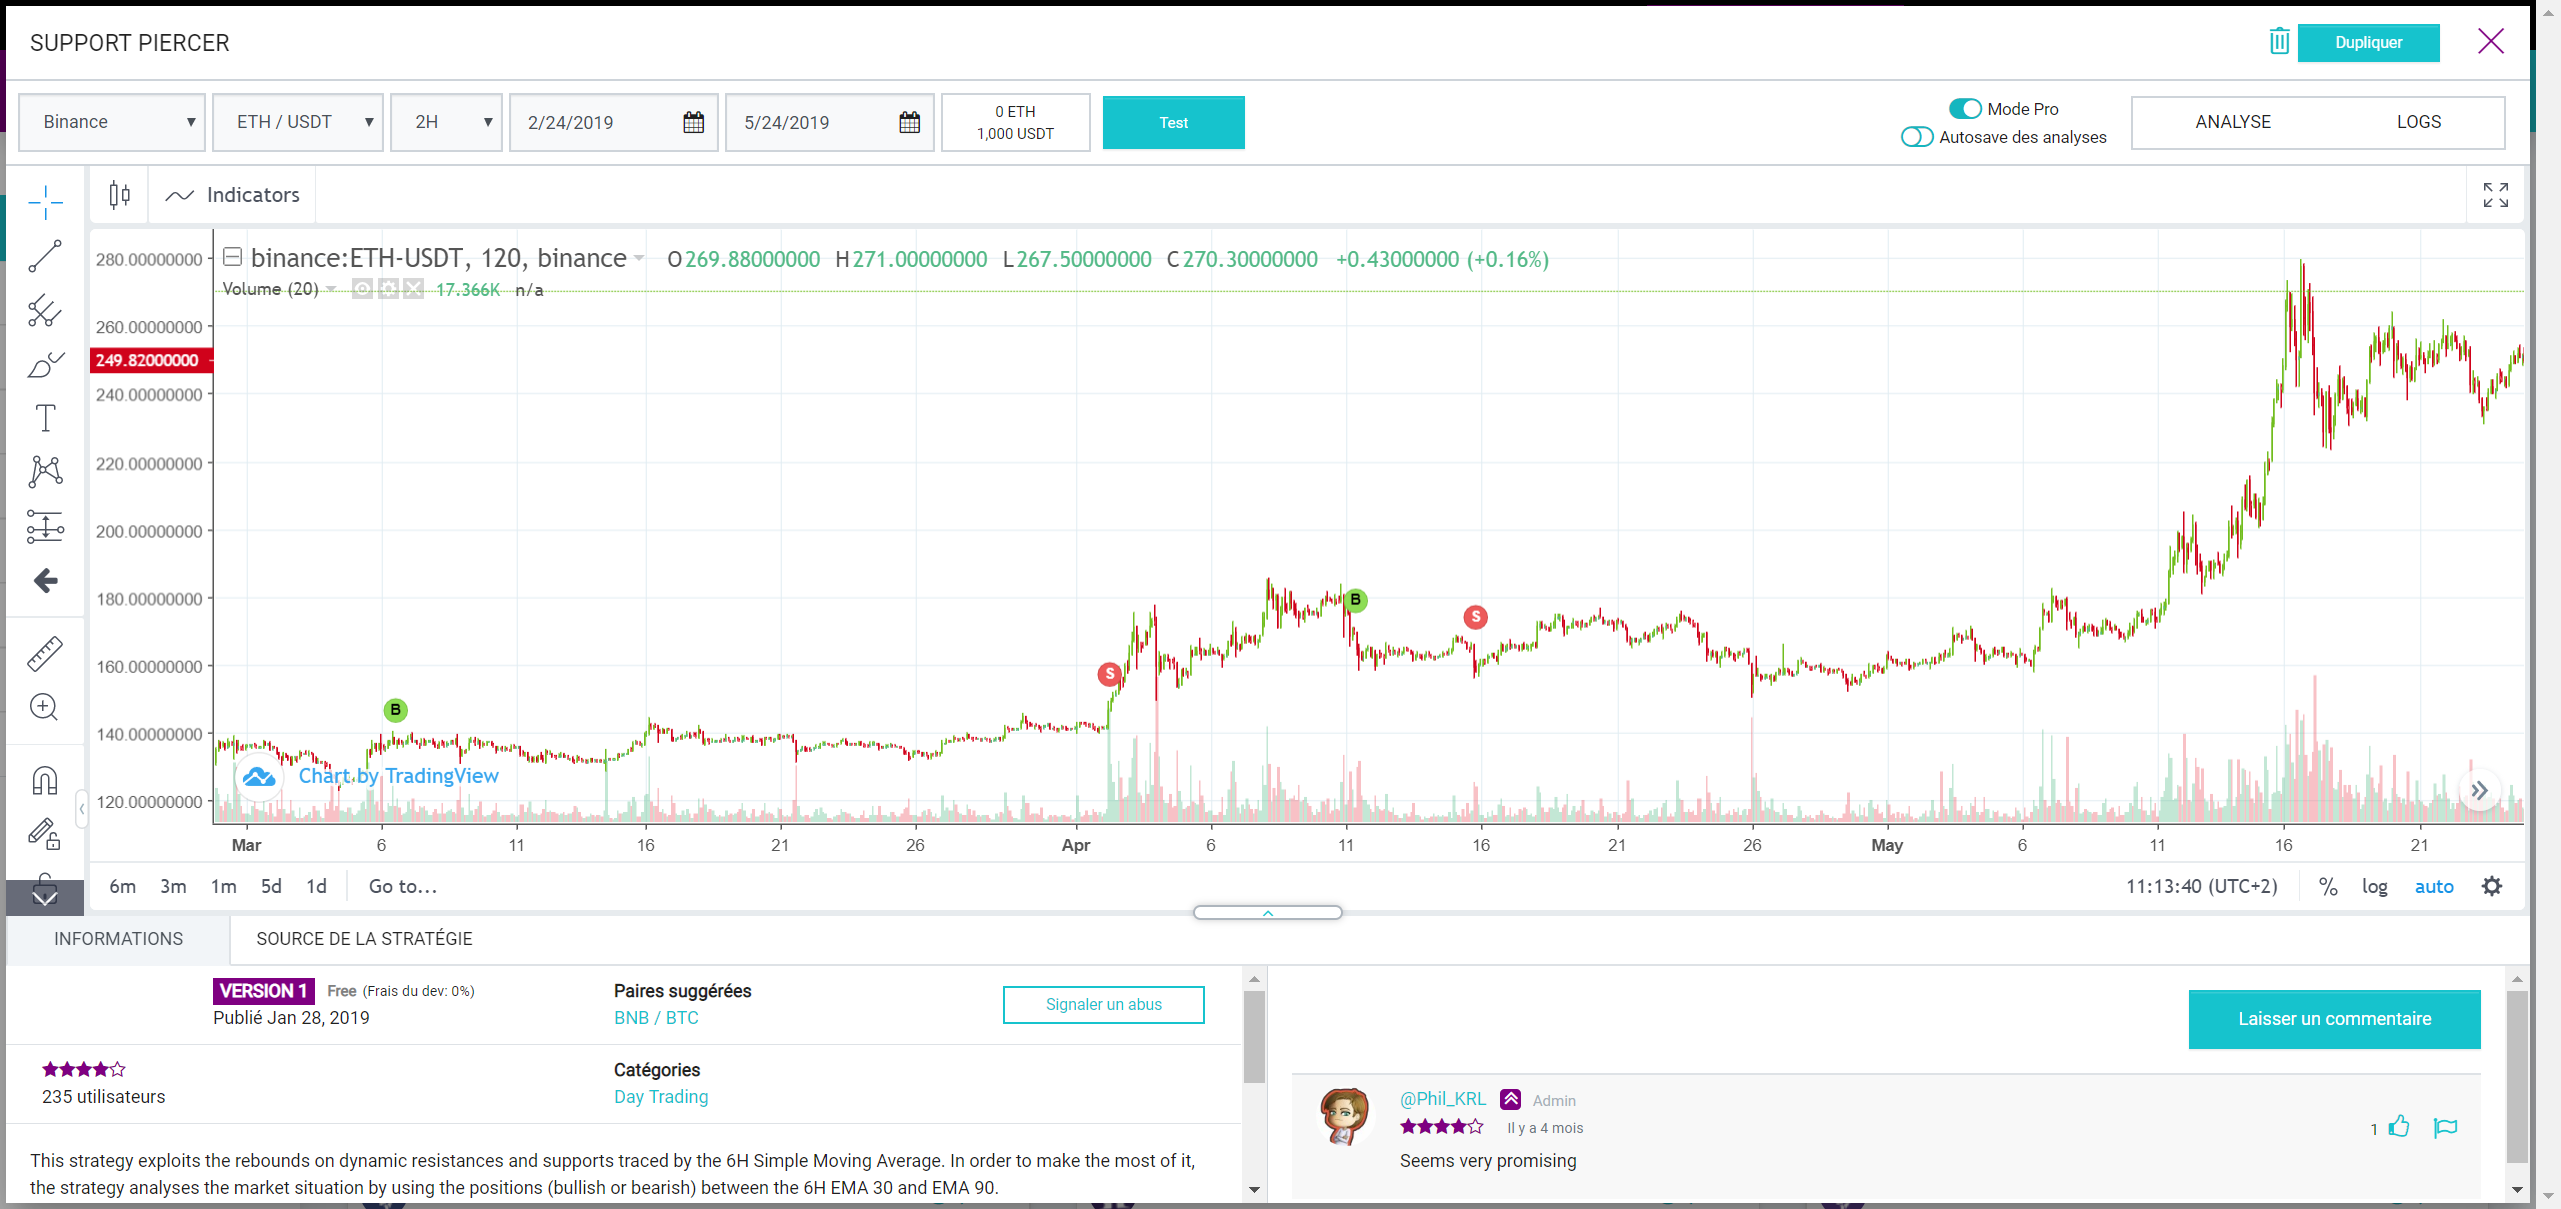 SUPPORT PIERCER
Dupliquer
Binance
ETH / USDT
2H
2/24/2019
5/24/2019
0 ETH
1,000 USDT
Test
Mode Pro
Autosave des analyses
ANALYSE
LOGS
Indicators
binance:ETH-USDT, 120, binance O269.88000000 H271.00000000 L267.50000000 C270.30000000 +0.43000000 (+0.16%)
Volume (20) 17.366K n/a
280.00000000
260.00000000
249.82000000
240.00000000
220.00000000
200.00000000
180.00000000
160.00000000
140.00000000
120.00000000
B
S
B
S
Chart by TradingView
Mar 6 11 16 21 26 Apr 6 11 16 21 26 May 6 11 16 21
6m 3m 1m 5d 1d Go to...
11:13:40 (UTC+2) % log auto
INFORMATIONS
SOURCE DE LA STRATÉGIE
VERSION 1 Free (Frais du dev: 0%)
Publié Jan 28, 2019
Paires suggérées
BNB / BTC
Signaler un abus
235 utilisateurs
Catégories
Day Trading
This strategy exploits the rebounds on dynamic resistances and supports traced by the 6H Simple Moving Average. In order to make the most of it,
the strategy analyses the market situation by using the positions (bullish or bearish) between the 6H EMA 30 and EMA 90.
Laisser un commentaire
@Phil_KRL Admin
Il y a 4 mois
1
Seems very promising